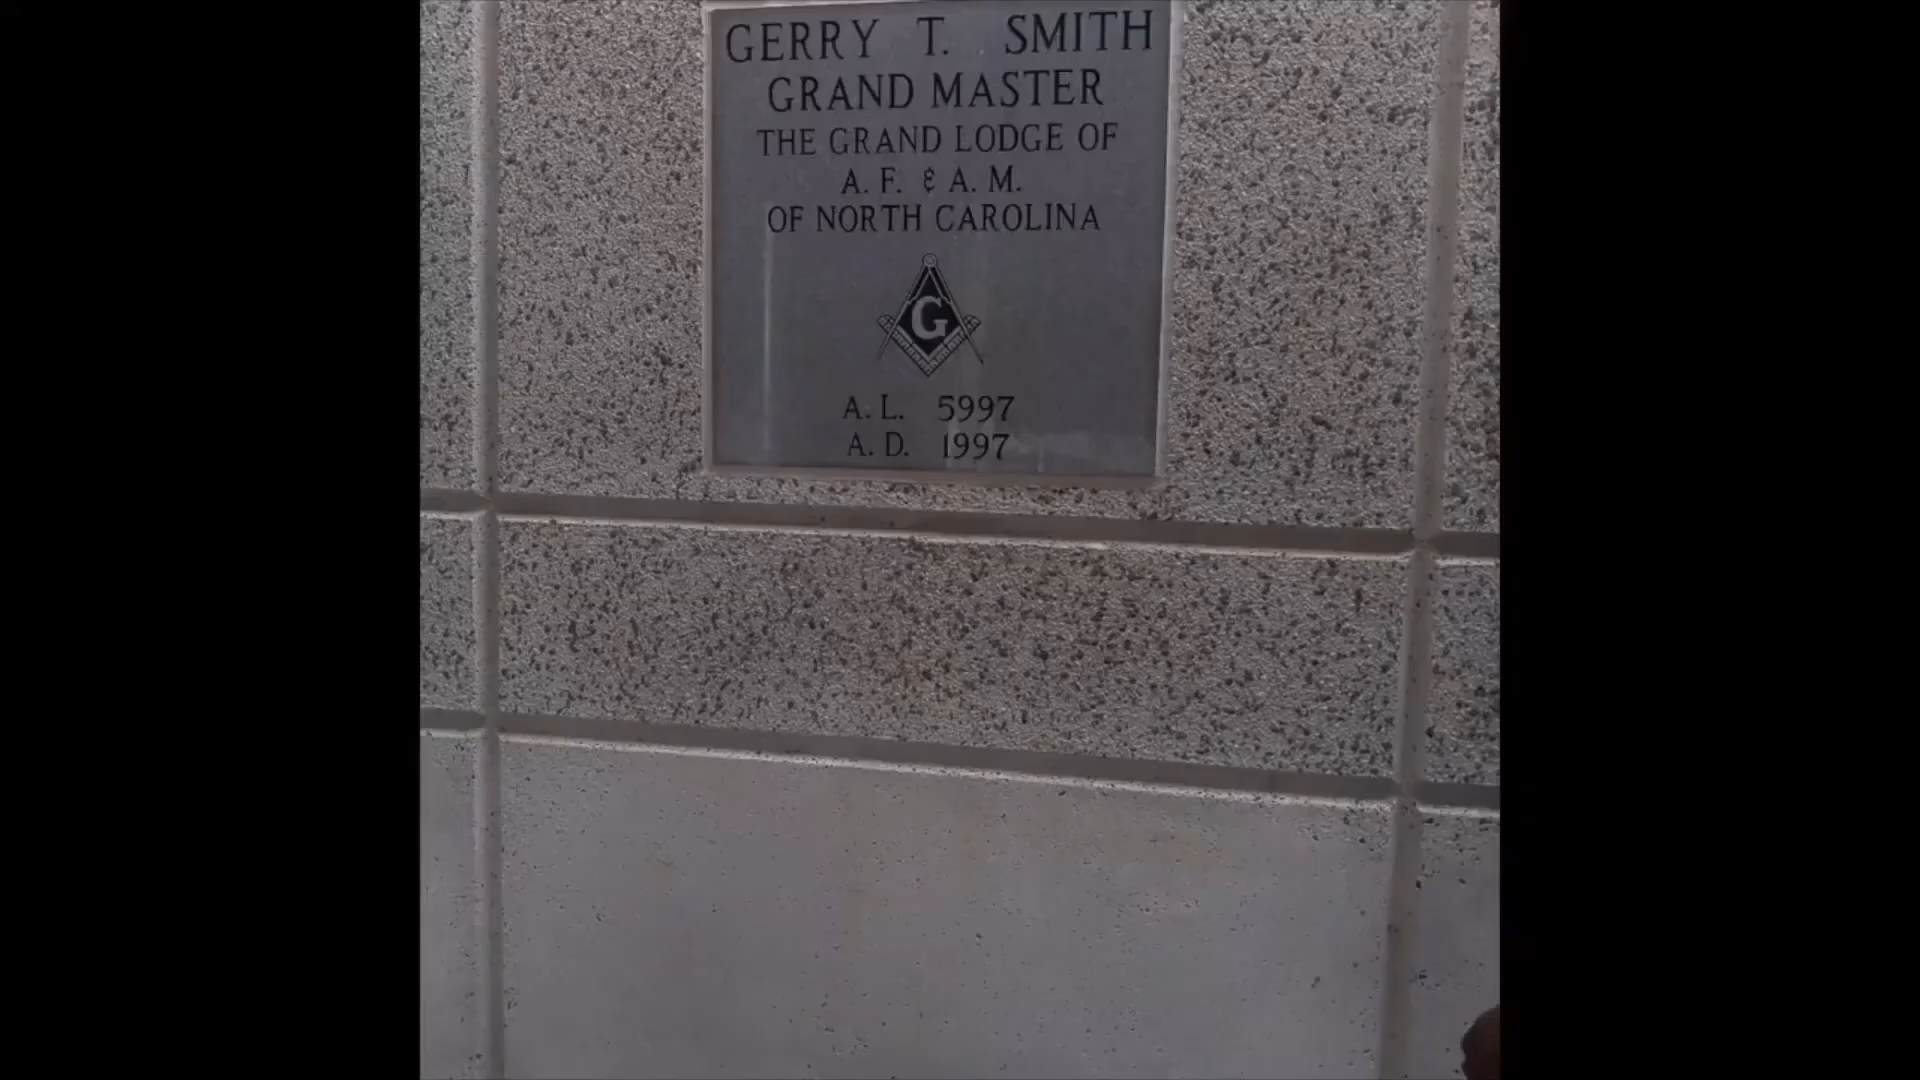 GERRY T. SMITH
GRAND MASTER
THE GRAND LODGE OF
A. F. & A. M.
OF NORTH CAROLINA
G
A. L. 5997
A. D. 1997